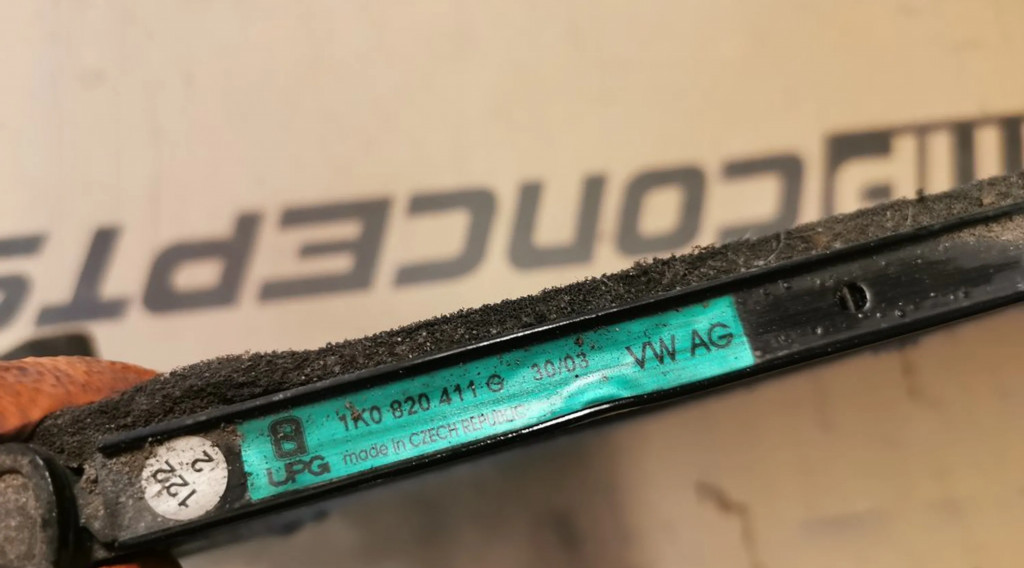 CONCEPTS
1K0 820 411 G 30/03 VW AG
UPG made in CZECH REPUBLIC
122
2